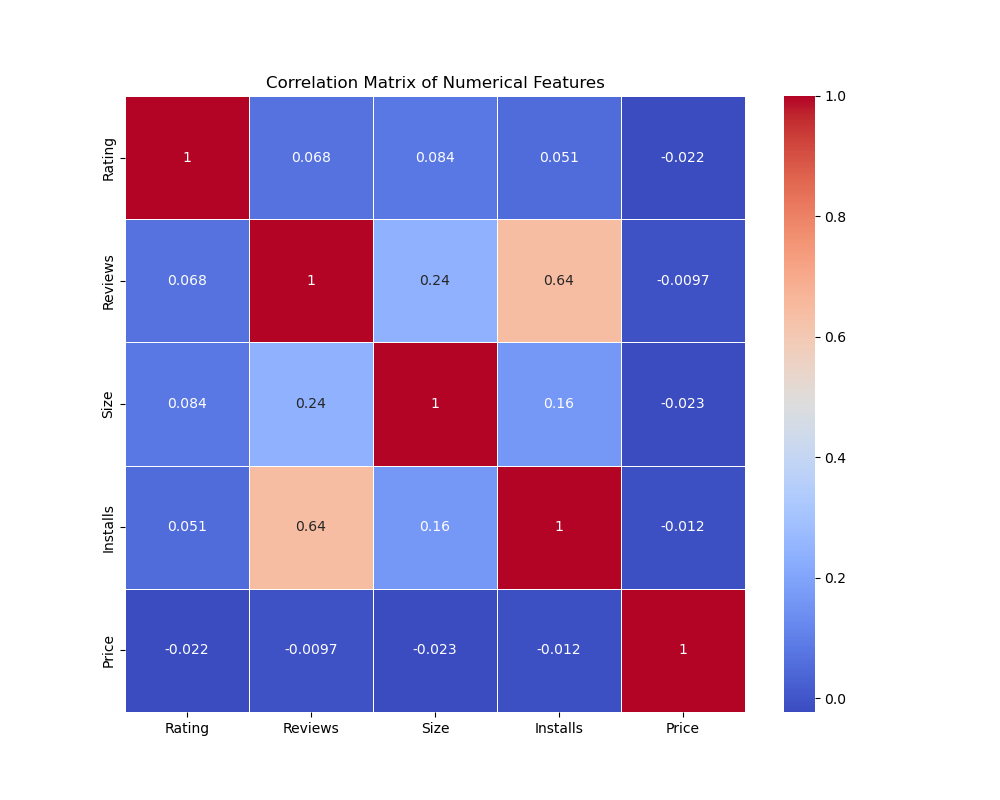 Correlation Matrix of Numerical Features
Rating 1 0.068 0.084 0.051 -0.022
Reviews 0.068 1 0.24 0.64 -0.0097
Size 0.084 0.24 1 0.16 -0.023
Installs 0.051 0.64 0.16 1 -0.012
Price -0.022 -0.0097 -0.023 -0.012 1
Rating Reviews Size Installs Price
1.0
0.8
0.6
0.4
0.2
0.0